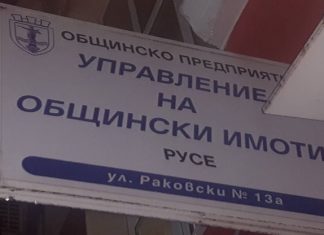 ОБЩИНСКО ПРЕДПРИЯТИ
УПРАВЛЕНИЕ
НА
ОБЩИНСКИ ИМОТИ
РУСЕ
ул. Раковски № 13а